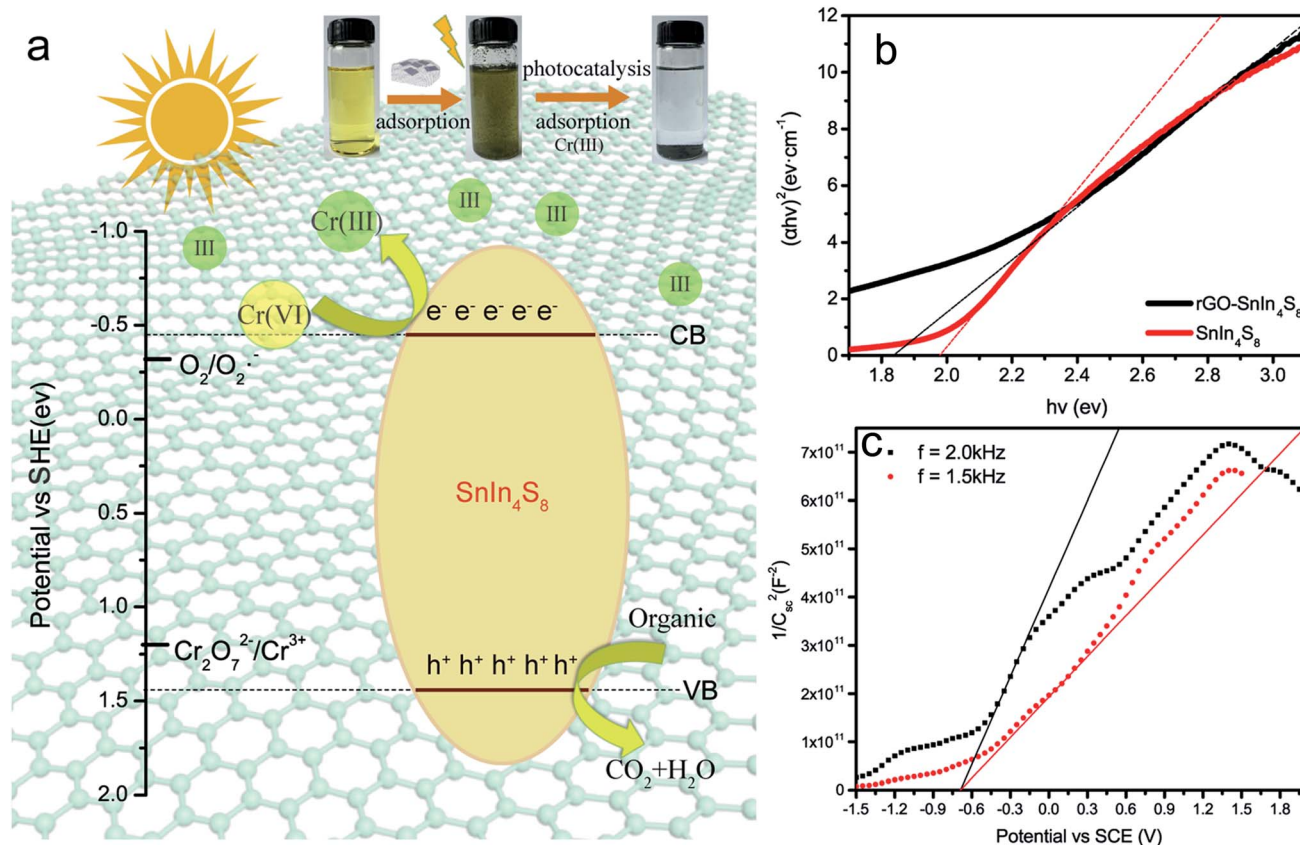 a
photocatalysis
adsorption
adsorption
Cr(III)
III
Cr(III)
III
III
III
Cr(VI)
e⁻ e⁻ e⁻ e⁻ e⁻
CB
-1.0
-0.5
O₂/O₂·⁻
0.0
0.5
1.0
Cr₂O₇²⁻/Cr³⁺
1.5
2.0
Potential vs SHE(ev)
SnIn₄S₈
Organic
h⁺ h⁺ h⁺ h⁺ h⁺
VB
CO₂+H₂O
b
12
10
8
6
4
2
0
(αhν)²(ev·cm⁻¹)
rGO-SnIn₄S₈
SnIn₄S₈
1.8 2.0 2.2 2.4 2.6 2.8 3.0
hν (ev)
c
f = 2.0kHz
f = 1.5kHz
7x10¹¹
6x10¹¹
5x10¹¹
4x10¹¹
3x10¹¹
2x10¹¹
1x10¹¹
0
1/Csc²(F⁻²)
-1.5 -1.2 -0.9 -0.6 -0.3 0.0 0.3 0.6 0.9 1.2 1.5 1.8
Potential vs SCE (V)